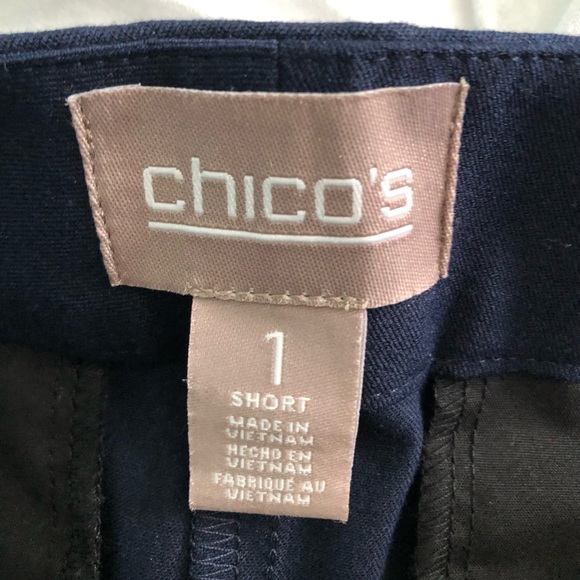 chico's
1
SHORT
MADE IN
VIETNAM
HECHO EN
VIETNAM
FABRIQUÉ AU
VIETNAM